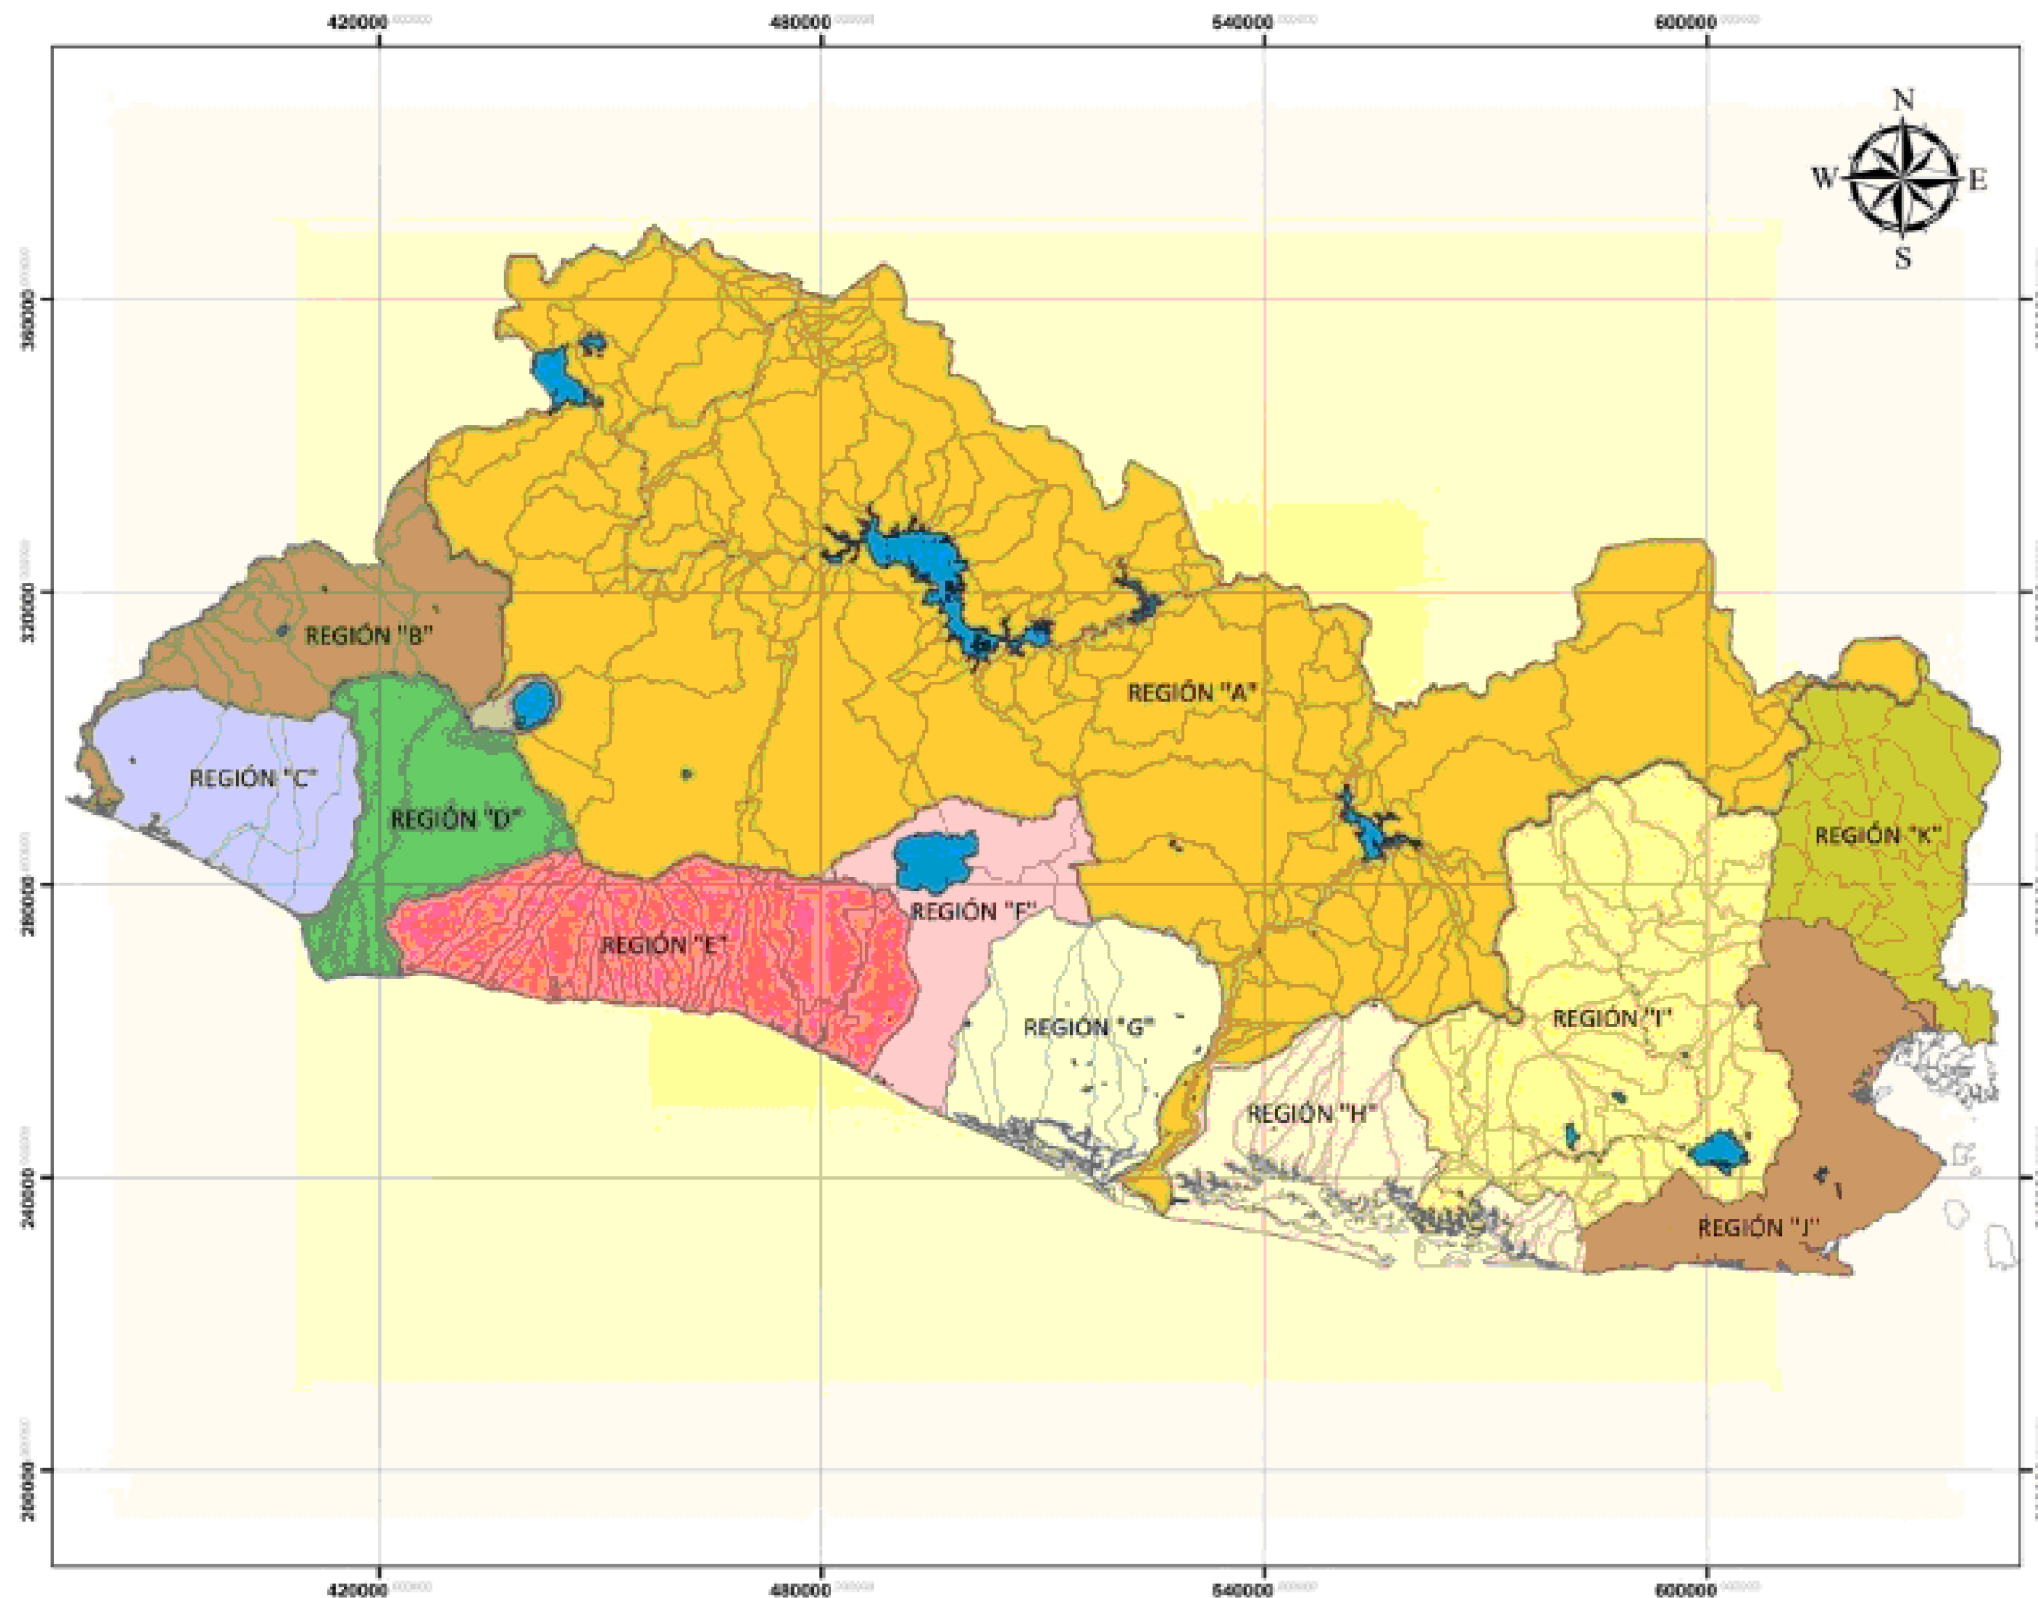 420000 480000 540000 600000
N
W E
S
360000
320000
REGIÓN "B"
REGIÓN "A"
REGIÓN "C"
REGIÓN "D"
REGIÓN "K"
280000
REGIÓN "F"
REGIÓN "E"
REGIÓN "I"
REGIÓN "G"
REGIÓN "H"
240000
REGIÓN "J"
200000
420000 480000 540000 600000